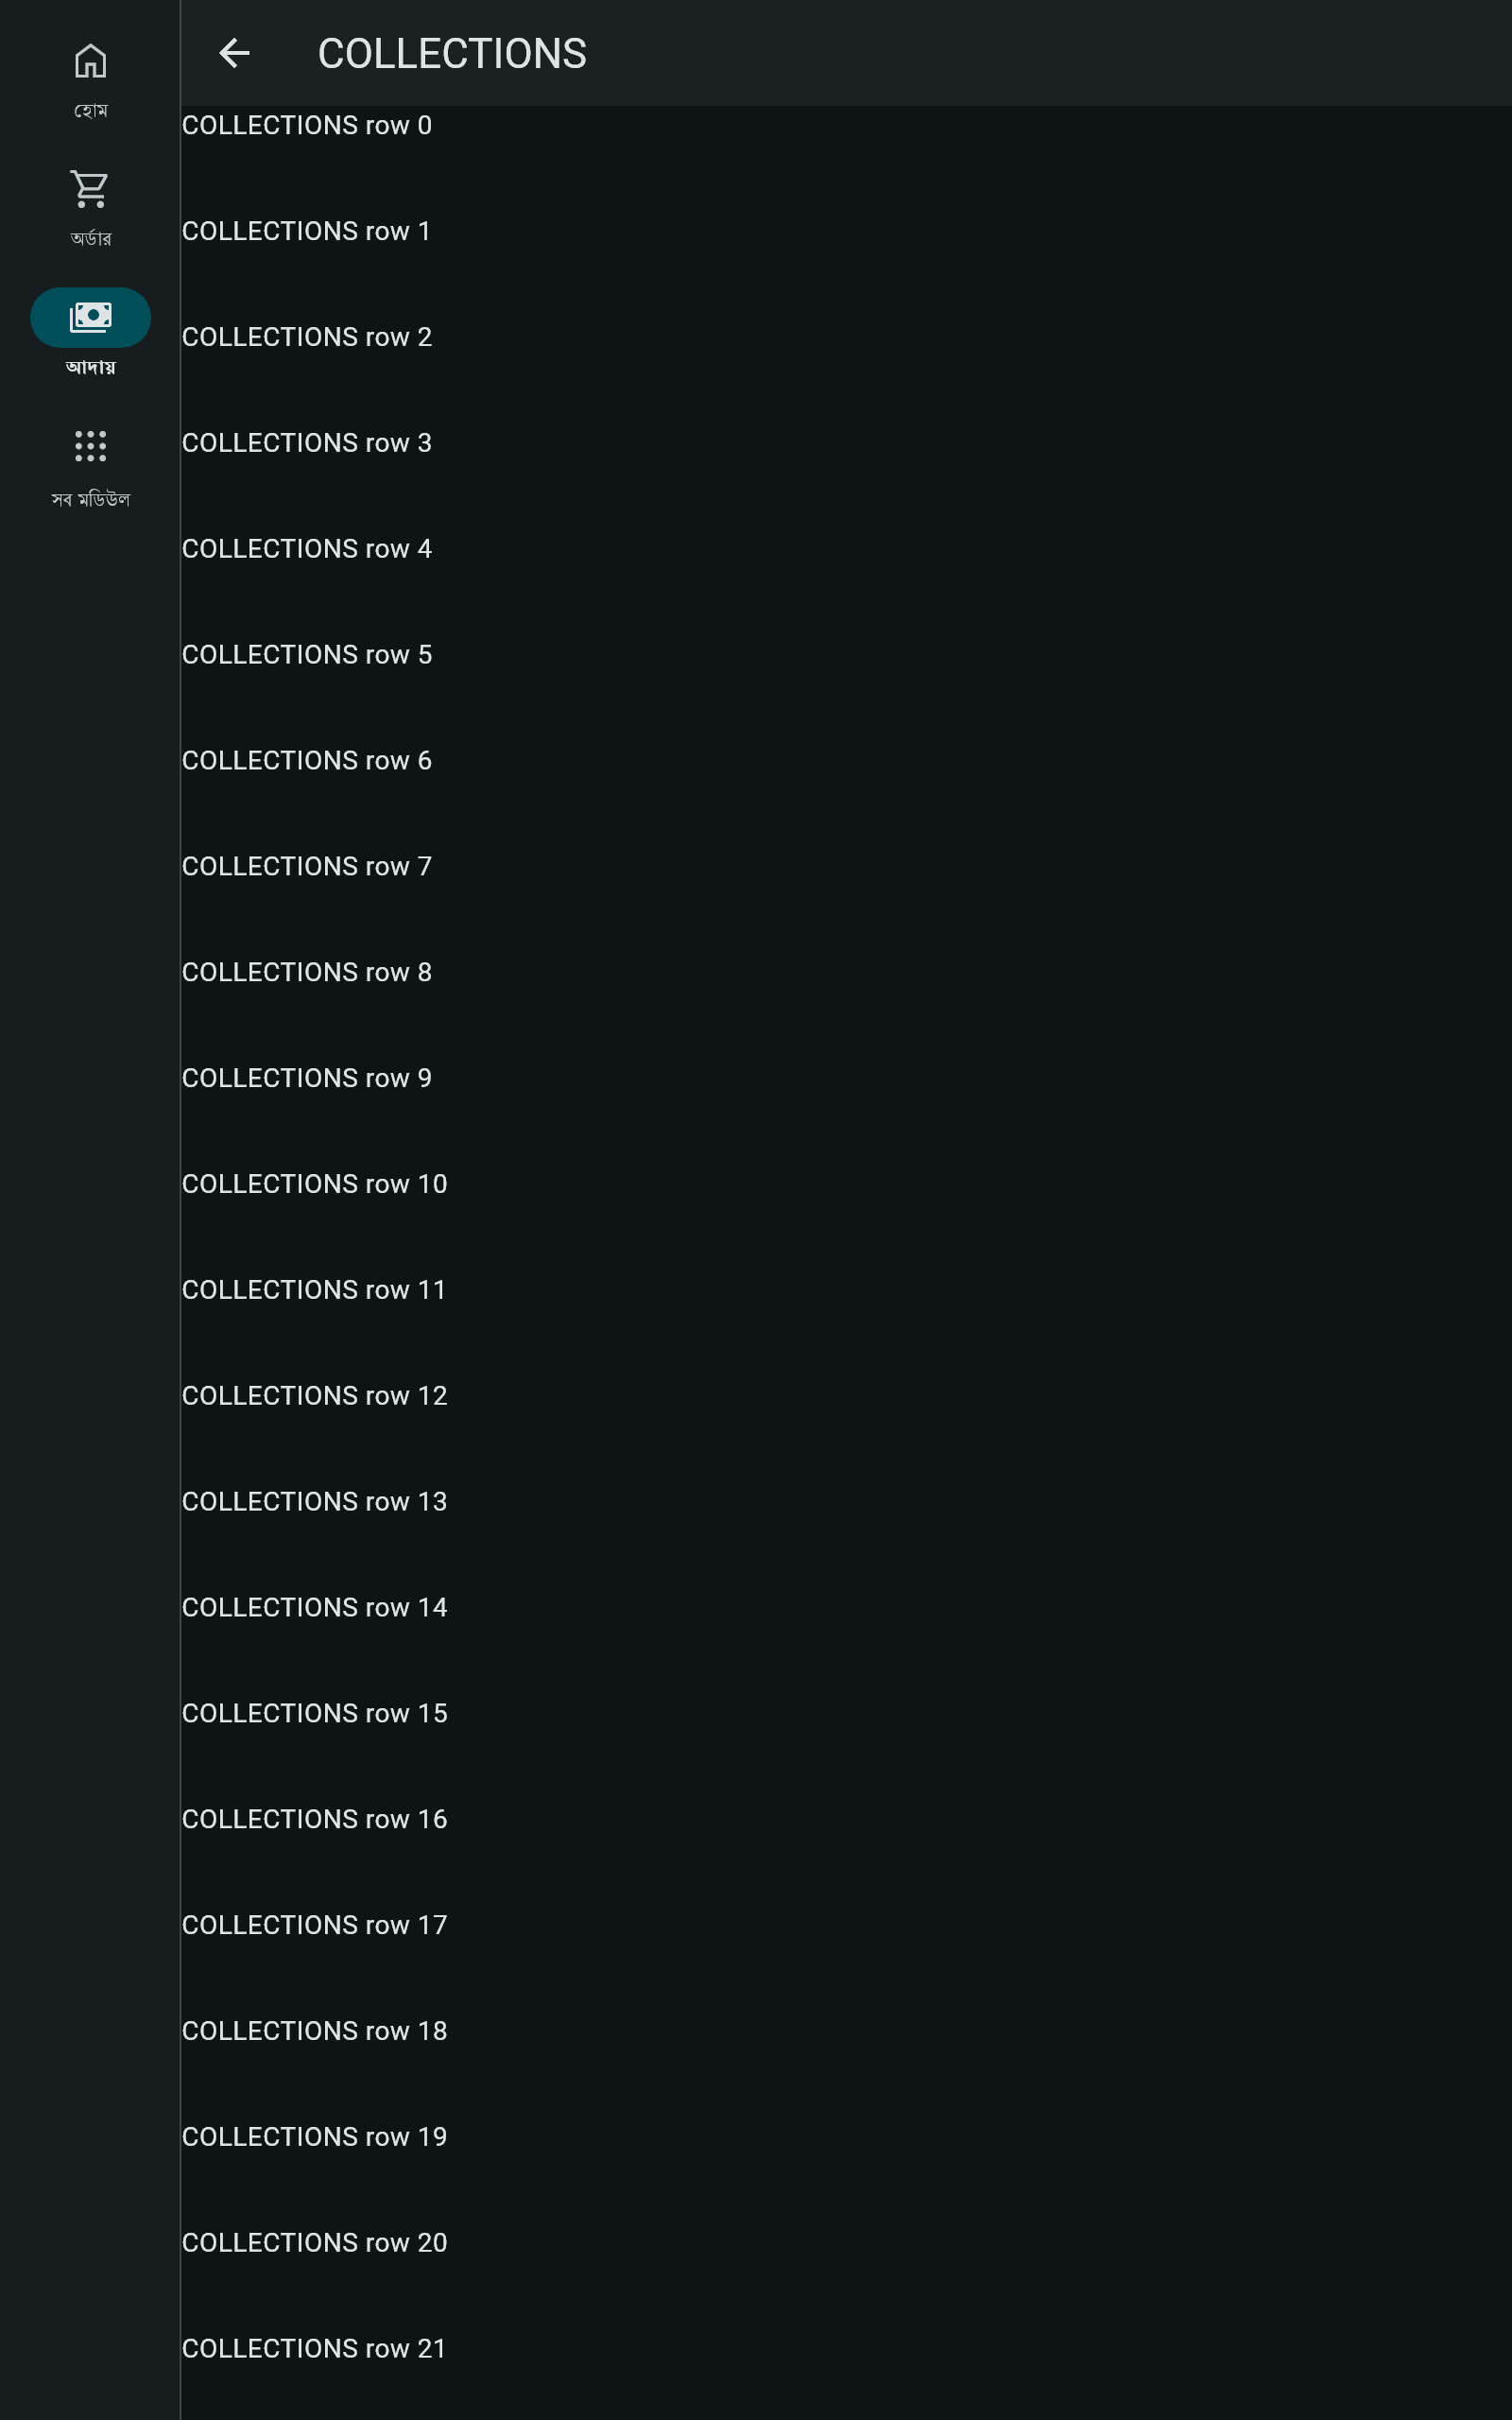 হোম
অর্ডার
আদায়
সব মডিউল
COLLECTIONS
COLLECTIONS row 0
COLLECTIONS row 1
COLLECTIONS row 2
COLLECTIONS row 3
COLLECTIONS row 4
COLLECTIONS row 5
COLLECTIONS row 6
COLLECTIONS row 7
COLLECTIONS row 8
COLLECTIONS row 9
COLLECTIONS row 10
COLLECTIONS row 11
COLLECTIONS row 12
COLLECTIONS row 13
COLLECTIONS row 14
COLLECTIONS row 15
COLLECTIONS row 16
COLLECTIONS row 17
COLLECTIONS row 18
COLLECTIONS row 19
COLLECTIONS row 20
COLLECTIONS row 21